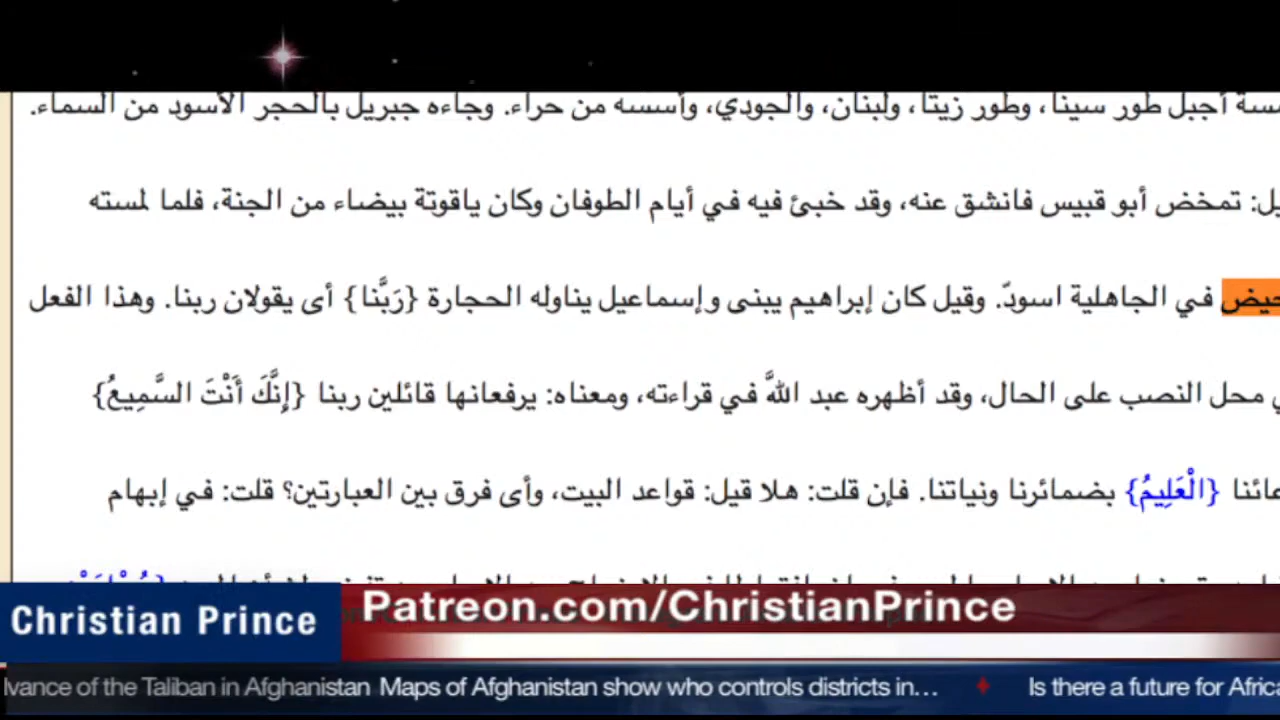 أجبل طور سينا، وطور زيتا، ولبنان، والجودي، وأسسه من حراء. وجاءه جبريل بالحجر الأسود من السماء.
تمخض أبو قبيس فانشق عنه، وقد خبئ فيه في أيام الطوفان وكان ياقوتة بيضاء من الجنة، فلما لمسته
في الجاهلية اسودّ. وقيل كان إبراهيم يبنى وإسماعيل يناوله الحجارة {رَبَّنا} أى يقولان ربنا. وهذا الفعل
محل النصب على الحال، وقد أظهره عبد اللَّه في قراءته، ومعناه: يرفعانها قائلين ربنا {إِنَّكَ أَنْتَ السَّمِيعُ}
{الْعَلِيمُ} بضمائرنا ونياتنا. فإن قلت: هلا قيل: قواعد البيت، وأى فرق بين العبارتين؟ قلت: في إبهام
Christian Prince
Patreon.com/ChristianPrince
of the Taliban in Afghanistan Maps of Afghanistan show who controls districts in… Is there a future for